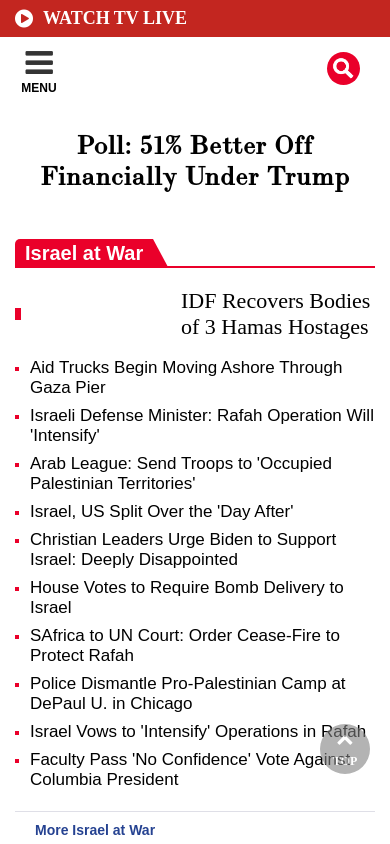 WATCH TV LIVE
MENU
Poll: 51% Better Off
Financially Under Trump
Israel at War
IDF Recovers Bodies
of 3 Hamas Hostages
Aid Trucks Begin Moving Ashore Through
Gaza Pier
Israeli Defense Minister: Rafah Operation Will
'Intensify'
Arab League: Send Troops to 'Occupied
Palestinian Territories'
Israel, US Split Over the 'Day After'
Christian Leaders Urge Biden to Support
Israel: Deeply Disappointed
House Votes to Require Bomb Delivery to
Israel
SAfrica to UN Court: Order Cease-Fire to
Protect Rafah
Police Dismantle Pro-Palestinian Camp at
DePaul U. in Chicago
Israel Vows to 'Intensify' Operations in Rafah
Faculty Pass 'No Confidence' Vote Against
Columbia President
TOP
More Israel at War